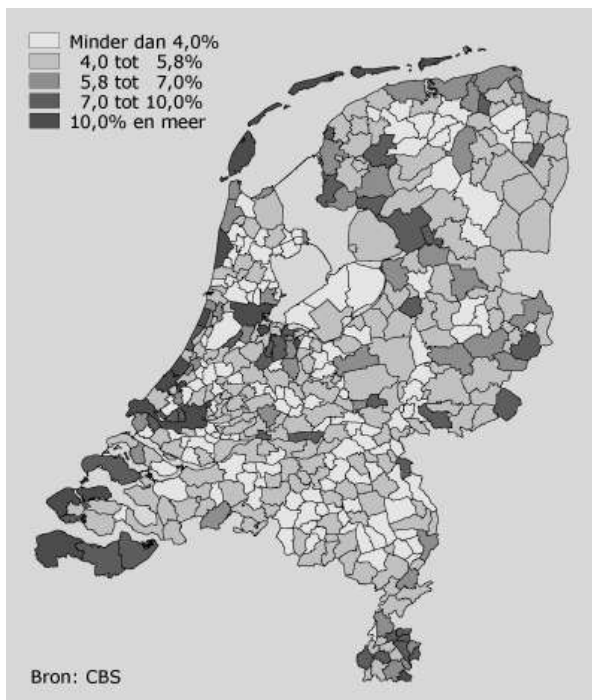 Minder dan 4,0%
4,0 tot 5,8%
5,8 tot 7,0%
7,0 tot 10,0%
10,0% en meer
Bron: CBS